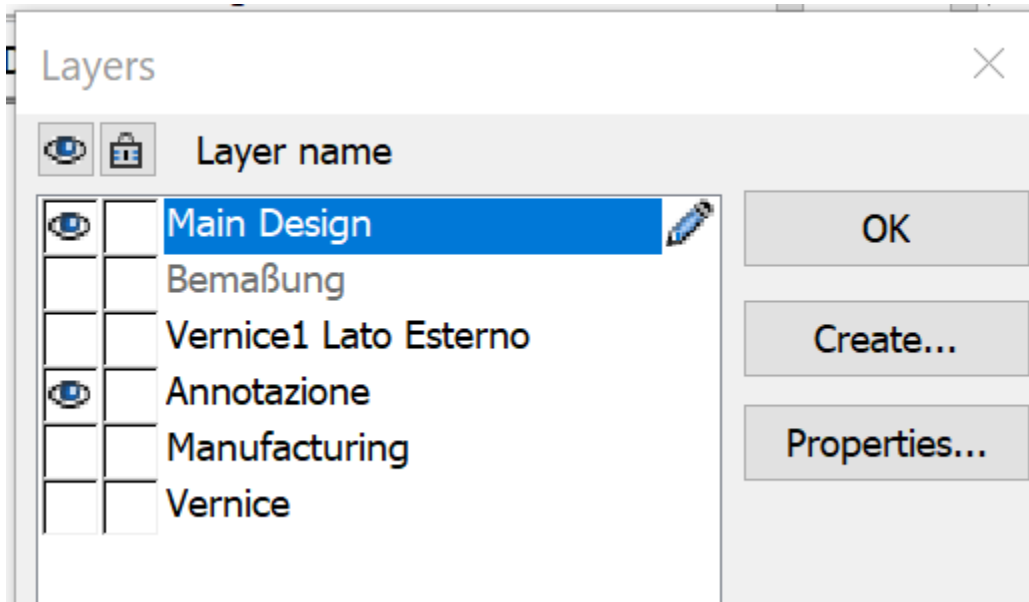 Layers
Layer name
Main Design
OK
Bemaßung
Vernice1 Lato Esterno
Create...
Annotazione
Manufacturing
Properties...
Vernice